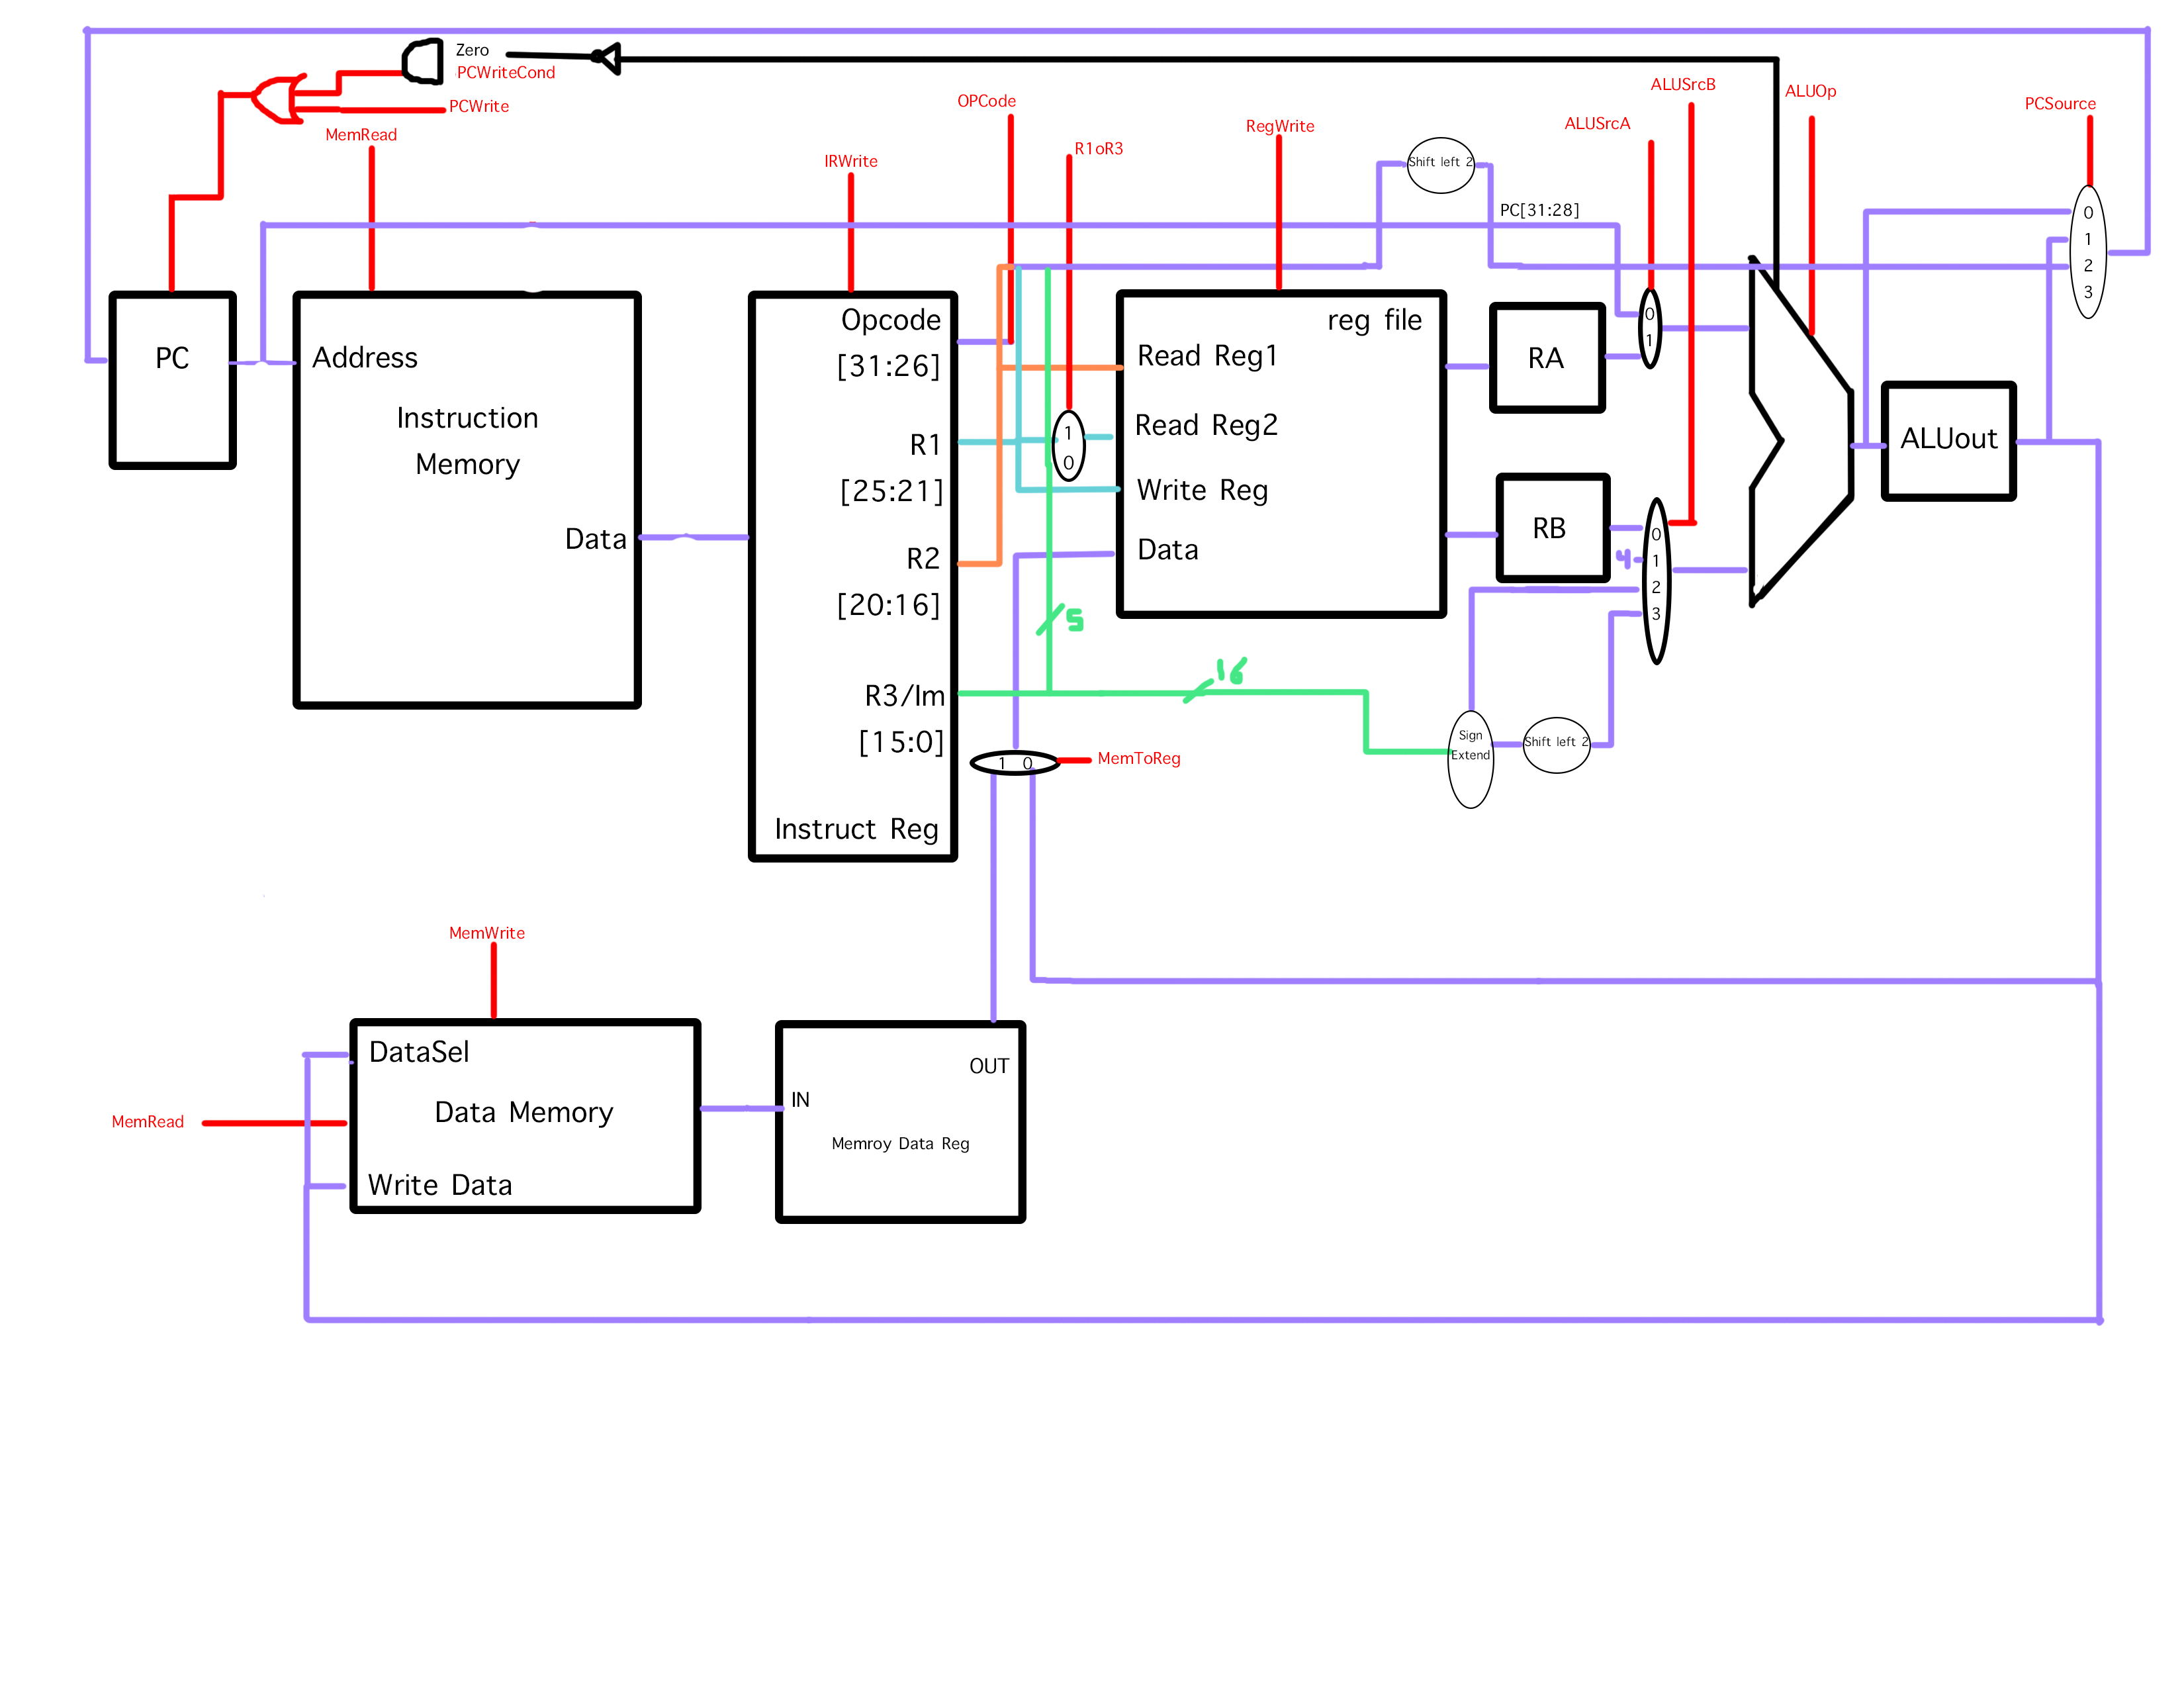 Zero
PCWriteCond
PCWrite
MemRead
OPCode
IRWrite
R1oR3
RegWrite
ALUSrcA
ALUSrcB
ALUOp
PCSource
Shift left 2
PC[31:28]
0
1
2
3
PC
Address
Instruction
Memory
Data
Opcode
[31:26]
R1
[25:21]
R2
[20:16]
R3/Im
[15:0]
Instruct Reg
1
0
reg file
Read Reg1
Read Reg2
Write Reg
Data
5
16
RA
RB
0
1
4
0
1
2
3
ALUout
Sign
Extend
Shift left 2
1 0
MemToReg
MemWrite
DataSel
Data Memory
MemRead
Write Data
OUT
IN
Memroy Data Reg